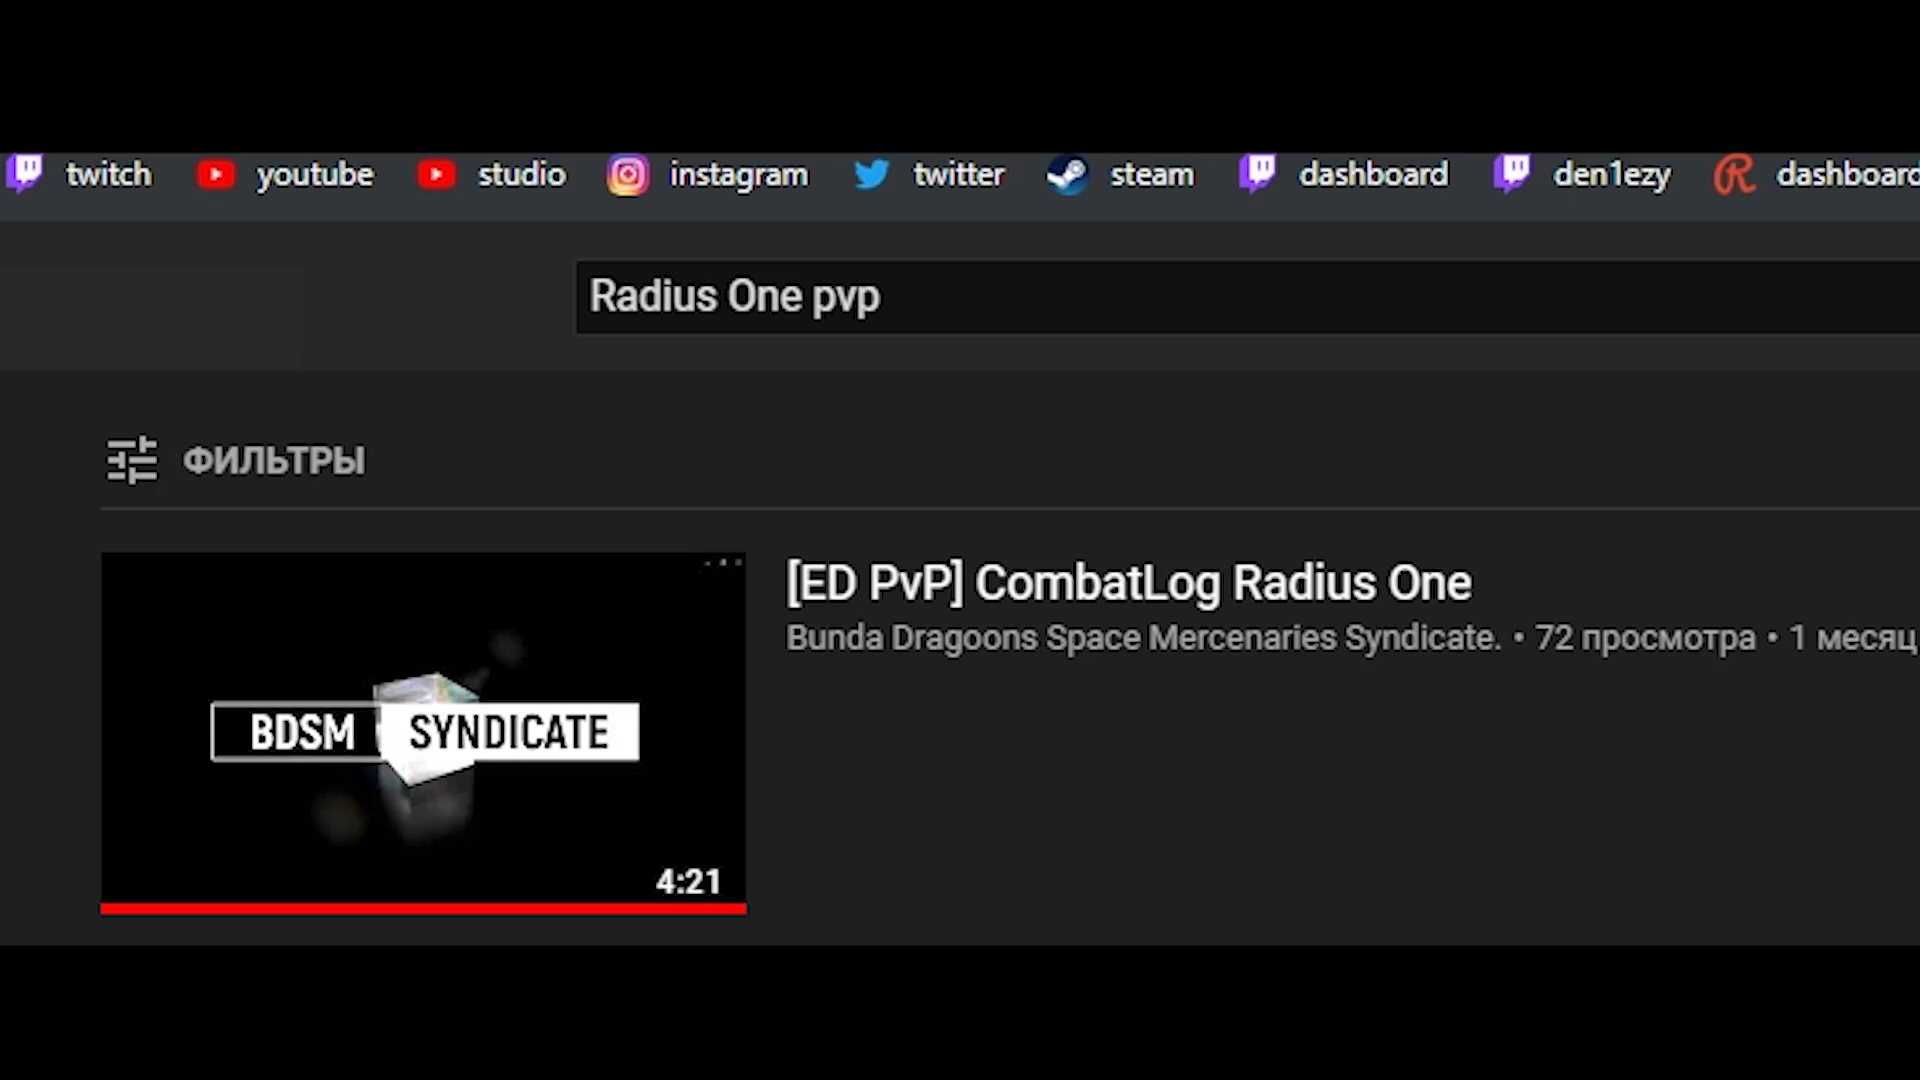 twitch youtube studio instagram twitter steam dashboard den1ezy dashboard
Radius One pvp
ФИЛЬТРЫ
[ED PvP] CombatLog Radius One
Bunda Dragoons Space Mercenaries Syndicate. • 72 просмотра • 1 месяц
BDSM SYNDICATE
4:21